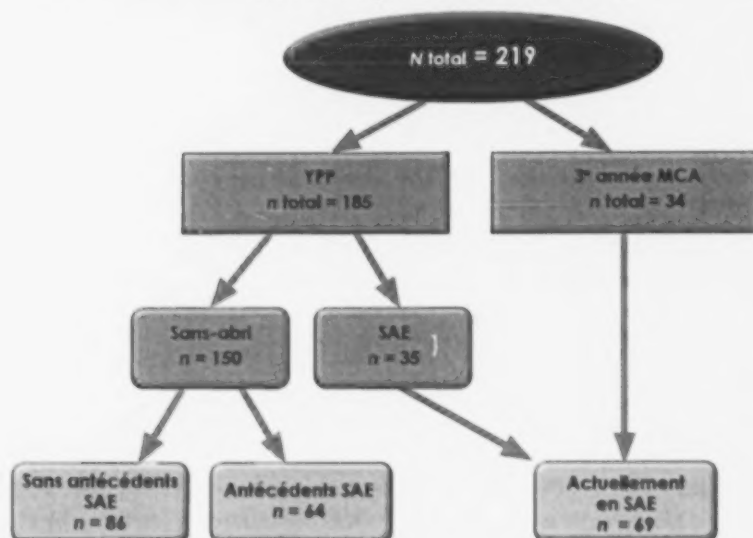 N total = 219
YPP
n total = 185
3e année MCA
n total = 34
Sans-abri
n = 150
SAE
n = 35
Sans antécédents
SAE
n = 86
Antécédents SAE
n = 64
Actuellement
en SAE
n = 69